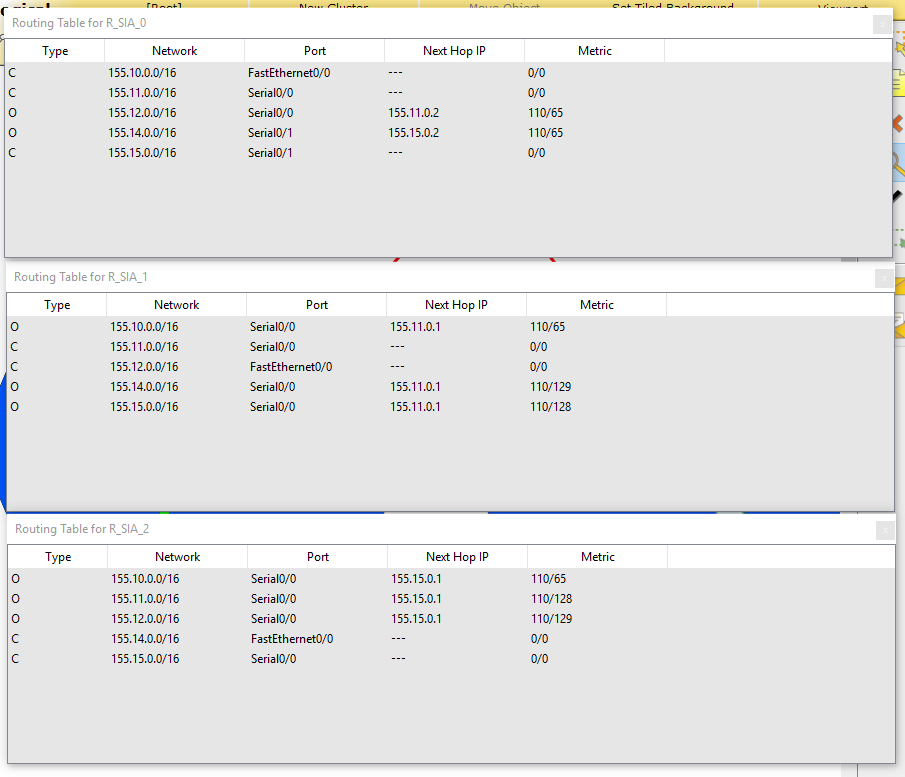 [Root] New Cluster Move Object Set Tiled Background Viewport
Routing Table for R_SIA_0
Type Network Port Next Hop IP Metric
C 155.10.0.0/16 FastEthernet0/0 --- 0/0
C 155.11.0.0/16 Serial0/0 --- 0/0
O 155.12.0.0/16 Serial0/0 155.11.0.2 110/65
O 155.14.0.0/16 Serial0/1 155.15.0.2 110/65
C 155.15.0.0/16 Serial0/1 --- 0/0
Routing Table for R_SIA_1
Type Network Port Next Hop IP Metric
O 155.10.0.0/16 Serial0/0 155.11.0.1 110/65
C 155.11.0.0/16 Serial0/0 --- 0/0
C 155.12.0.0/16 FastEthernet0/0 --- 0/0
O 155.14.0.0/16 Serial0/0 155.11.0.1 110/129
O 155.15.0.0/16 Serial0/0 155.11.0.1 110/128
Routing Table for R_SIA_2
Type Network Port Next Hop IP Metric
O 155.10.0.0/16 Serial0/0 155.15.0.1 110/65
O 155.11.0.0/16 Serial0/0 155.15.0.1 110/128
O 155.12.0.0/16 Serial0/0 155.15.0.1 110/129
C 155.14.0.0/16 FastEthernet0/0 --- 0/0
C 155.15.0.0/16 Serial0/0 --- 0/0